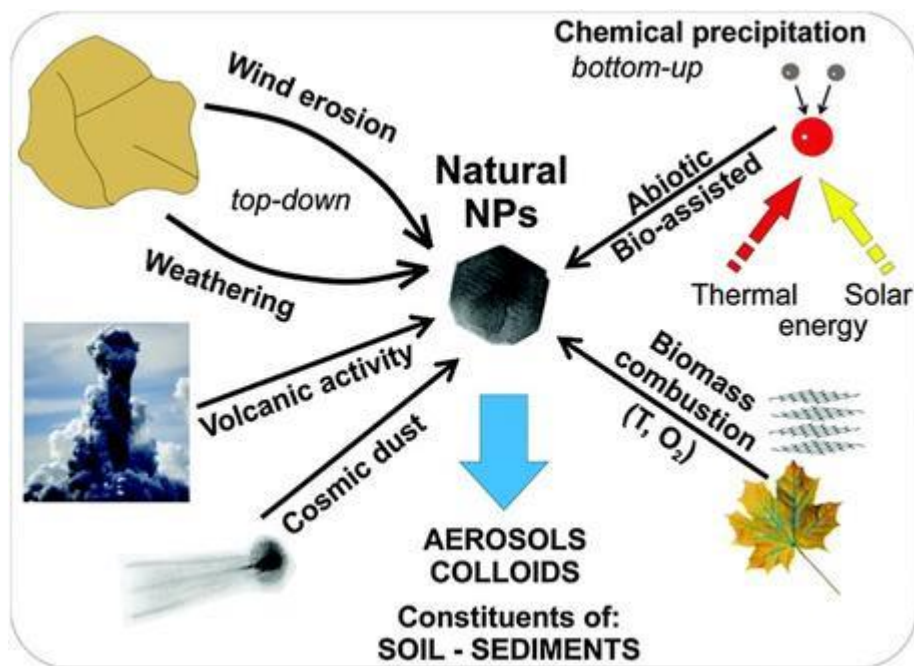 Chemical precipitation
bottom-up
Wind erosion
top-down
Weathering
Natural
NPs
Abiotic
Bio-assisted
Thermal Solar
energy
Volcanic activity
Cosmic dust
Biomass
combustion
(T, O₂)
AEROSOLS
COLLOIDS
Constituents of:
SOIL - SEDIMENTS